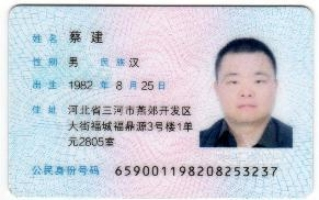 姓名 蔡建
性别 男 民族 汉
出生 1982 年 8 月 25 日
住址 河北省三河市燕郊开发区
大街福城福鼎源3号楼1单
元2805室
公民身份号码 659001198208253237